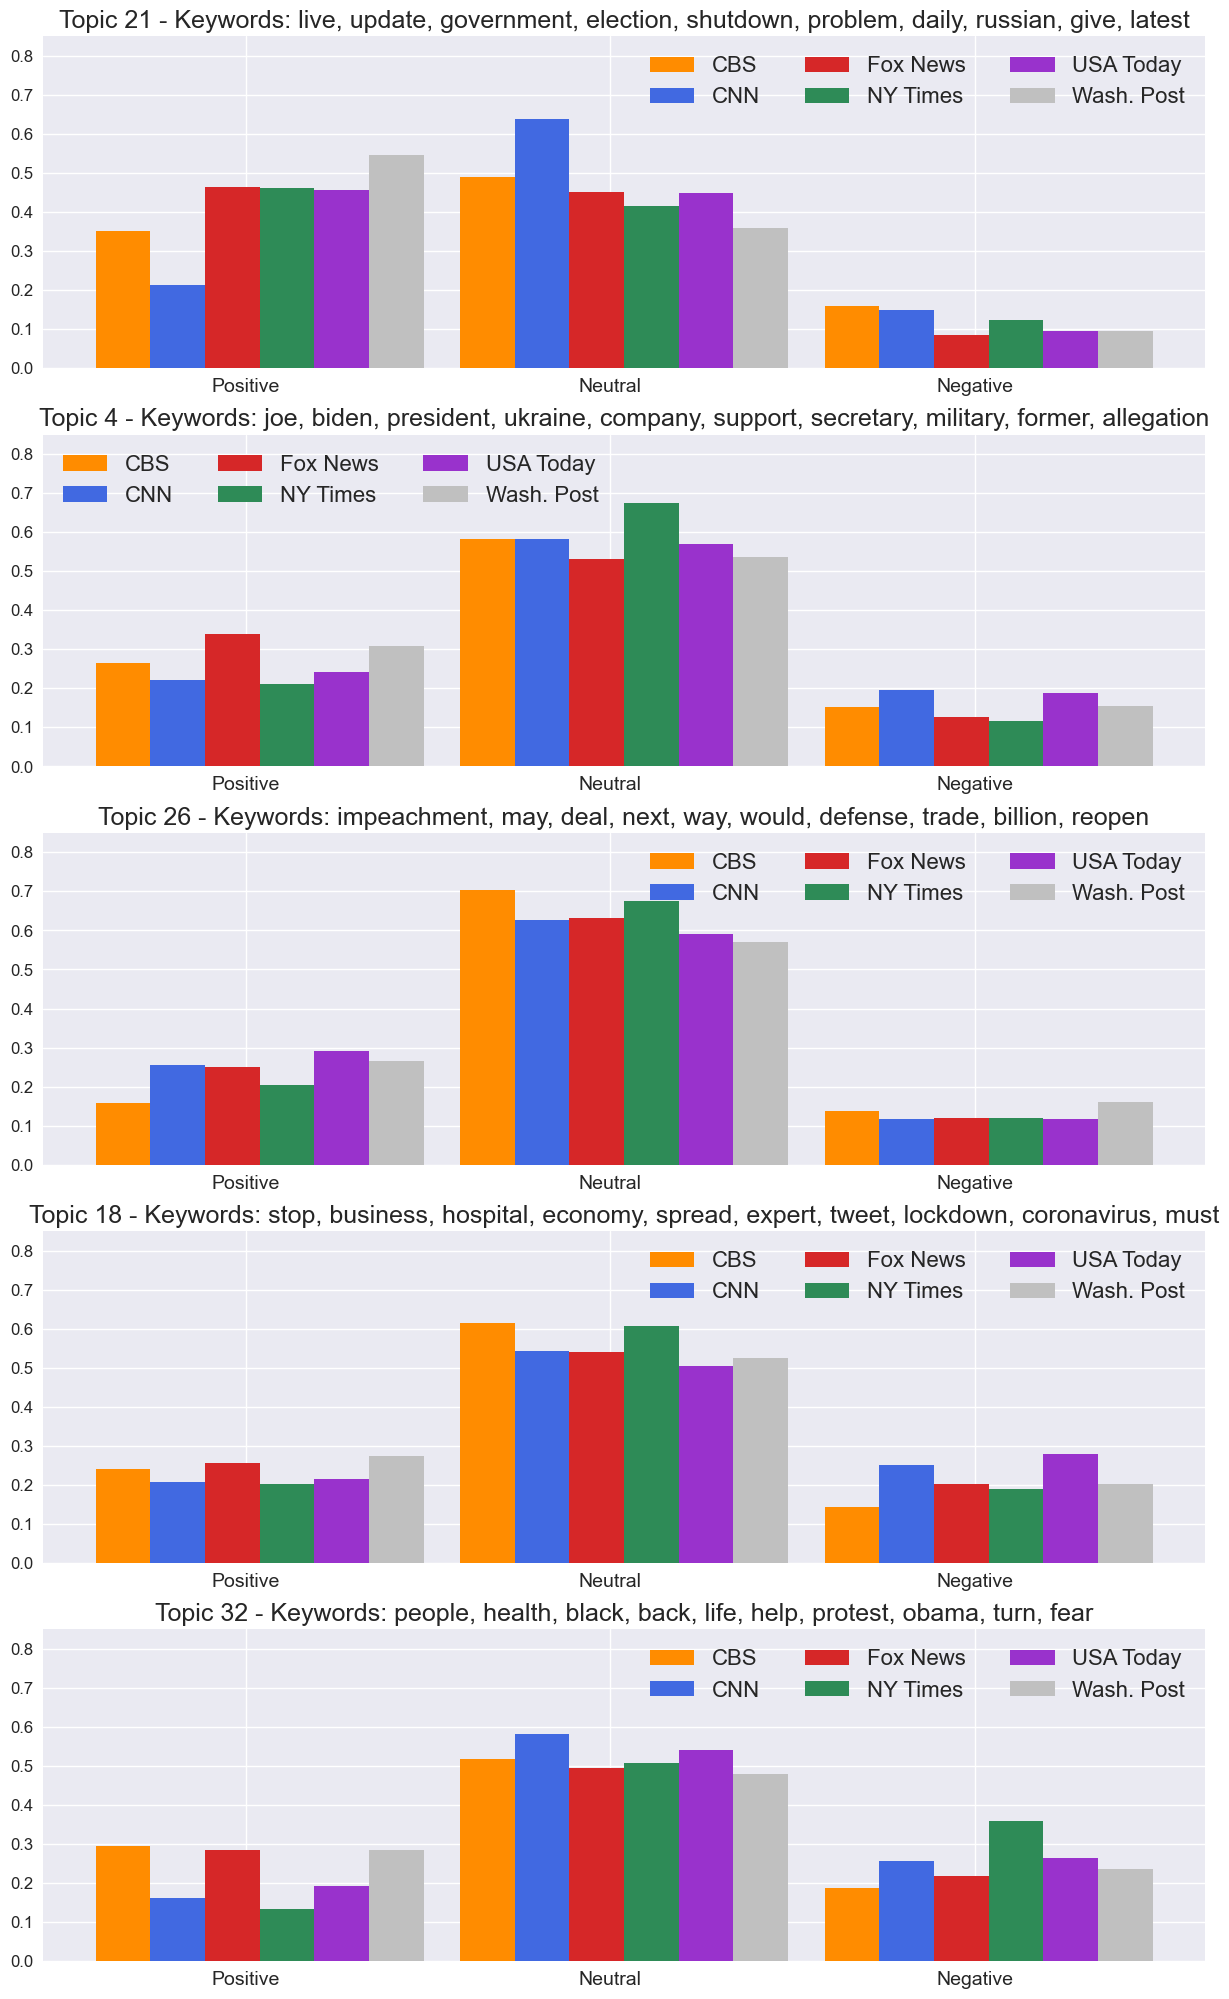 Topic 21 - Keywords: live, update, government, election, shutdown, problem, daily, russian, give, latest
0.8
0.7
0.6
0.5
0.4
0.3
0.2
0.1
0.0
CBS Fox News USA Today
CNN NY Times Wash. Post
Positive Neutral Negative
Topic 4 - Keywords: joe, biden, president, ukraine, company, support, secretary, military, former, allegation
0.8
0.7
0.6
0.5
0.4
0.3
0.2
0.1
0.0
CBS Fox News USA Today
CNN NY Times Wash. Post
Positive Neutral Negative
Topic 26 - Keywords: impeachment, may, deal, next, way, would, defense, trade, billion, reopen
0.8
0.7
0.6
0.5
0.4
0.3
0.2
0.1
0.0
CBS Fox News USA Today
CNN NY Times Wash. Post
Positive Neutral Negative
Topic 18 - Keywords: stop, business, hospital, economy, spread, expert, tweet, lockdown, coronavirus, must
0.8
0.7
0.6
0.5
0.4
0.3
0.2
0.1
0.0
CBS Fox News USA Today
CNN NY Times Wash. Post
Positive Neutral Negative
Topic 32 - Keywords: people, health, black, back, life, help, protest, obama, turn, fear
0.8
0.7
0.6
0.5
0.4
0.3
0.2
0.1
0.0
CBS Fox News USA Today
CNN NY Times Wash. Post
Positive Neutral Negative